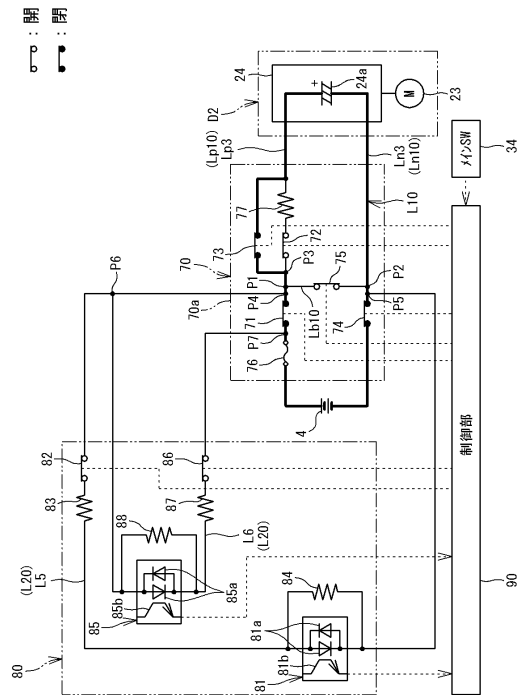 ：開
：閉
24
D2
24a
+
M
23
(Lp10)
Lp3
Ln3
(Ln10)
メインSW
34
L10
77
73
72
70
P3
75
P6
P1
P2
70a
P4
P5
71
Lb10
74
P7
76
4
制御部
82
86
83
87
88
L6
(L20)
(L20)
L5
85b
85
85a
84
81a
81b
81
80
90